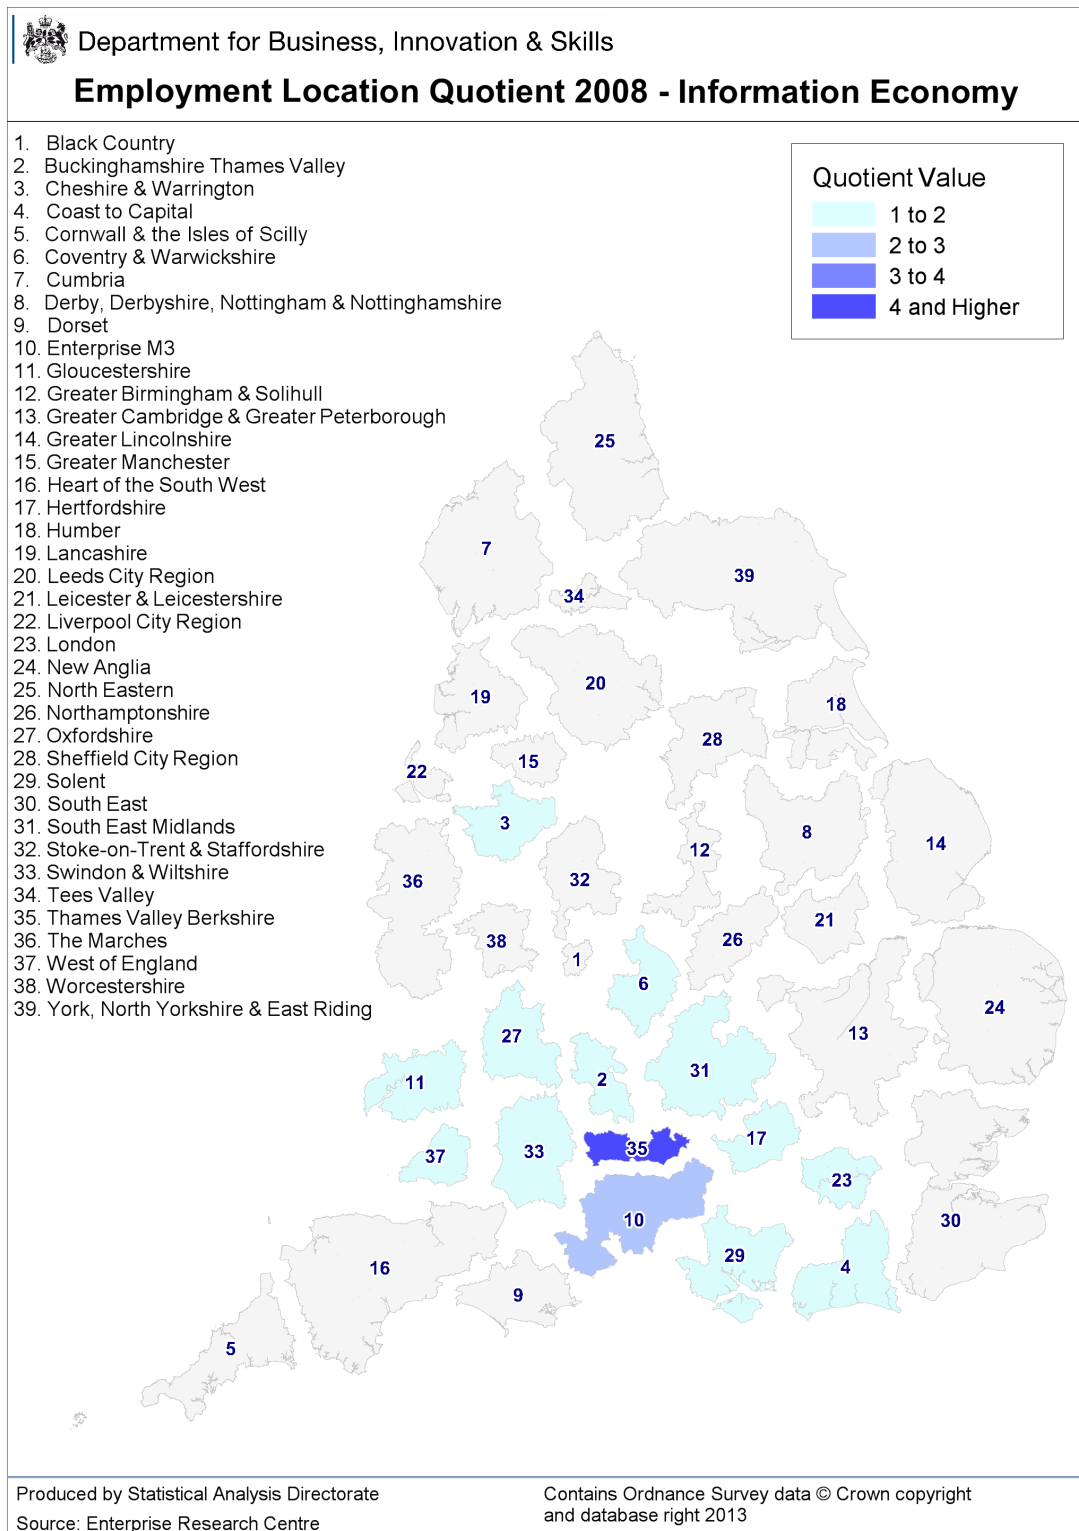 Department for Business, Innovation & Skills
Employment Location Quotient 2008 - Information Economy
1. Black Country
2. Buckinghamshire Thames Valley
3. Cheshire & Warrington
4. Coast to Capital
5. Cornwall & the Isles of Scilly
6. Coventry & Warwickshire
7. Cumbria
8. Derby, Derbyshire, Nottingham & Nottinghamshire
9. Dorset
10. Enterprise M3
11. Gloucestershire
12. Greater Birmingham & Solihull
13. Greater Cambridge & Greater Peterborough
14. Greater Lincolnshire
15. Greater Manchester
16. Heart of the South West
17. Hertfordshire
18. Humber
19. Lancashire
20. Leeds City Region
21. Leicester & Leicestershire
22. Liverpool City Region
23. London
24. New Anglia
25. North Eastern
26. Northamptonshire
27. Oxfordshire
28. Sheffield City Region
29. Solent
30. South East
31. South East Midlands
32. Stoke-on-Trent & Staffordshire
33. Swindon & Wiltshire
34. Tees Valley
35. Thames Valley Berkshire
36. The Marches
37. West of England
38. Worcestershire
39. York, North Yorkshire & East Riding
Quotient Value
1 to 2
2 to 3
3 to 4
4 and Higher
25
7
39
34
20
19
18
28
15
22
3
8
12
14
36
32
21
26
38
1
6
24
13
27
31
2
11
17
35
33
37
23
10
30
29
4
16
9
5
Produced by Statistical Analysis Directorate
Source: Enterprise Research Centre
Contains Ordnance Survey data © Crown copyright
and database right 2013